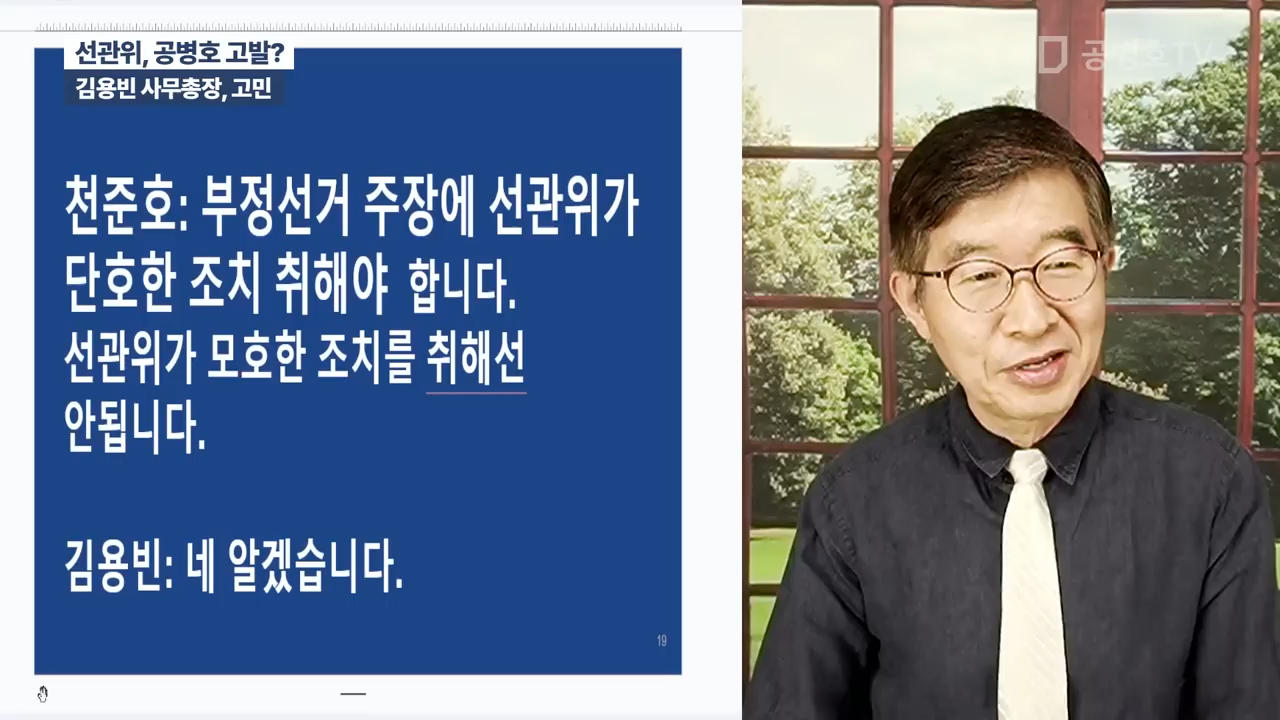 선관위, 공병호 고발?
김용빈 사무총장, 고민
공병호TV
천준호: 부정선거 주장에 선관위가
단호한 조치 취해야 합니다.
선관위가 모호한 조치를 취해선
안됩니다.
김용빈: 네 알겠습니다.
19